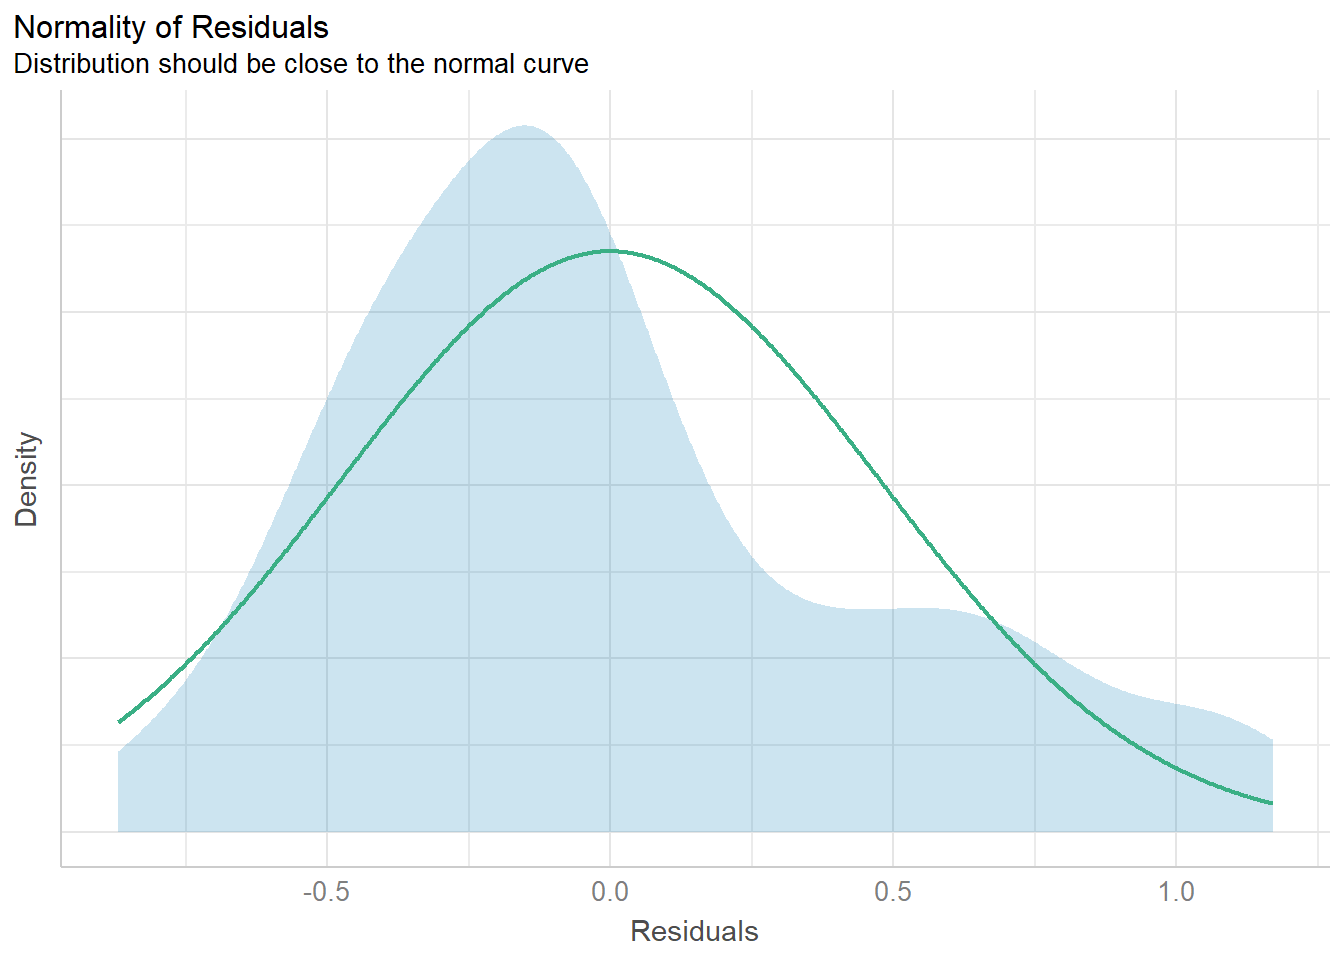 Normality of Residuals
Distribution should be close to the normal curve
Density
-0.5 0.0 0.5 1.0
Residuals